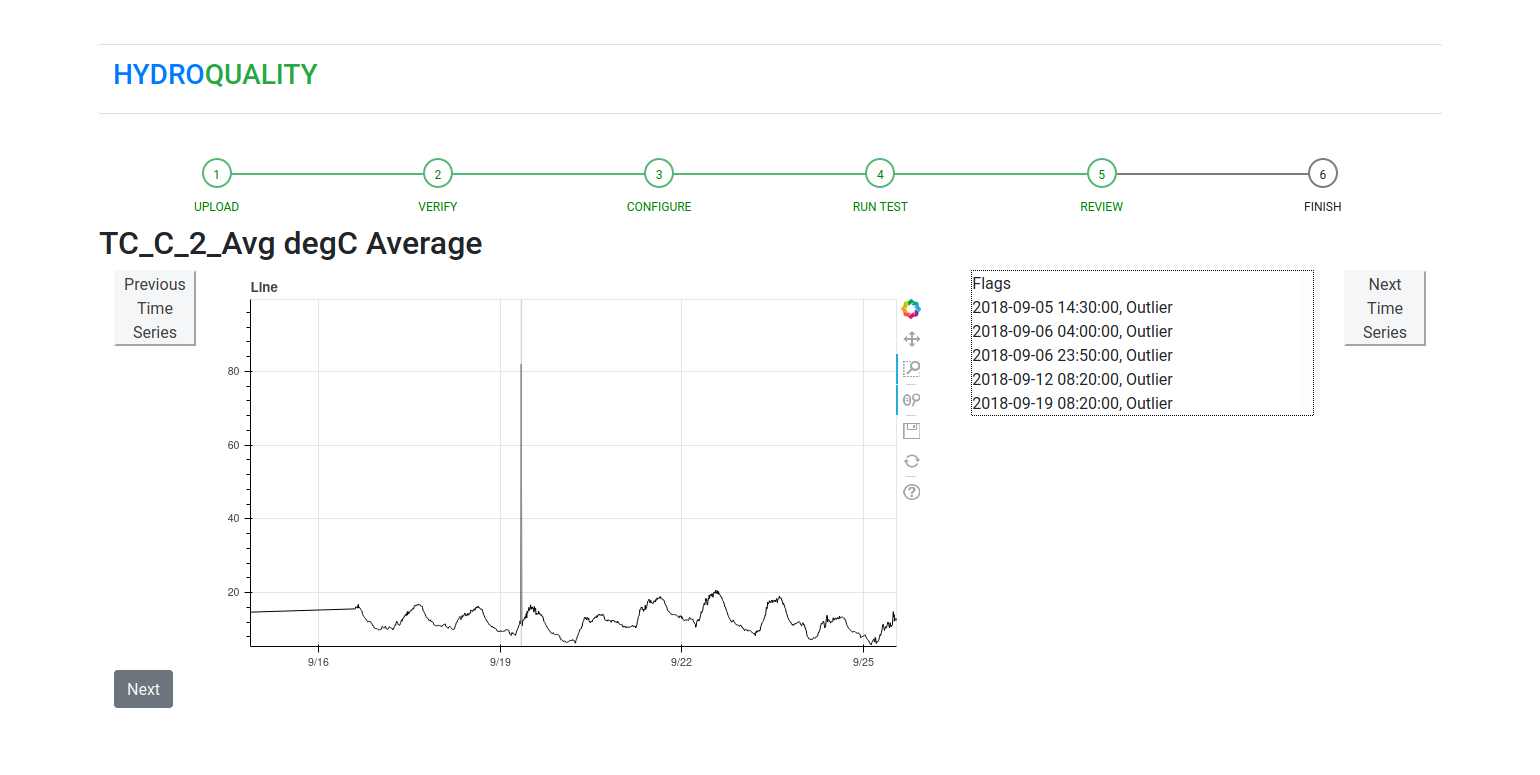 HYDROQUALITY
1
2
3
4
5
6
UPLOAD
VERIFY
CONFIGURE
RUN TEST
REVIEW
FINISH
TC_C_2_Avg degC Average
Previous
Time
Series
Line
80
60
40
20
9/16
9/19
9/22
9/25
Flags
2018-09-05 14:30:00, Outlier
2018-09-06 04:00:00, Outlier
2018-09-06 23:50:00, Outlier
2018-09-12 08:20:00, Outlier
2018-09-19 08:20:00, Outlier
Next
Time
Series
Next